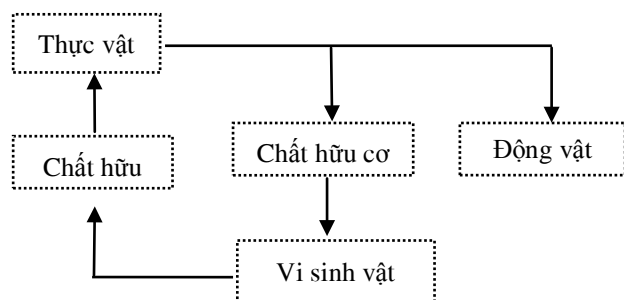 Thực vật
Chất hữu
Chất hữu cơ
Động vật
Vi sinh vật